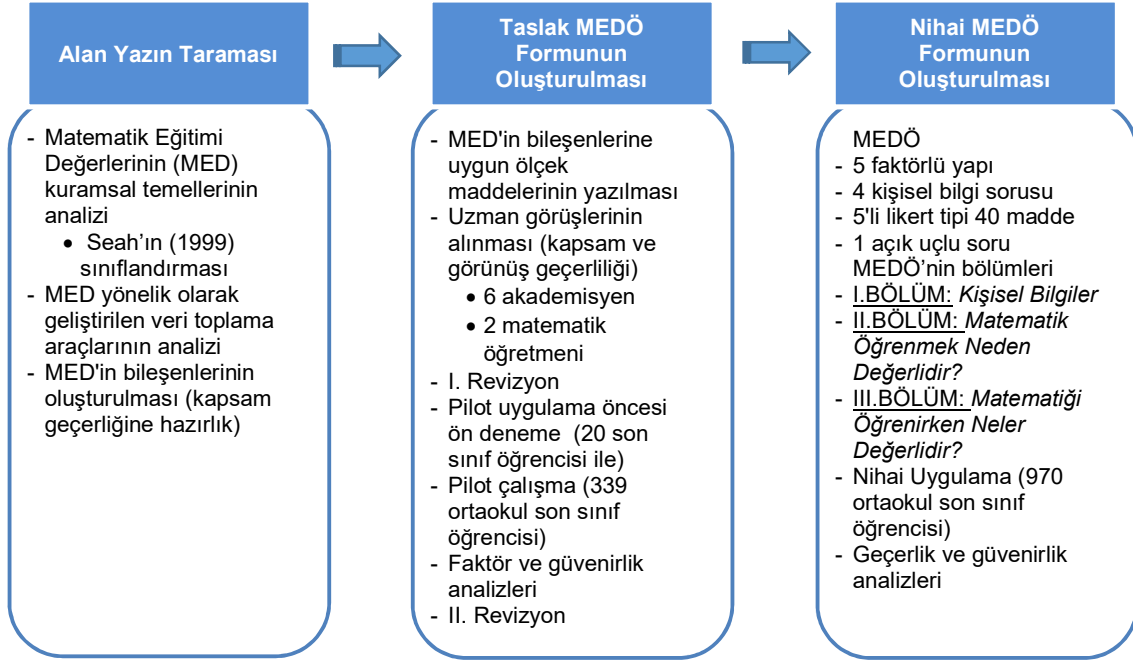 Alan Yazın Taraması
- Matematik Eğitimi
Değerlerinin (MED)
kuramsal temellerinin
analizi
• Seah’ın (1999)
sınıflandırması
- MED yönelik olarak
geliştirilen veri toplama
araçlarının analizi
- MED'in bileşenlerinin
oluşturulması (kapsam
geçerliğine hazırlık)
Taslak MEDÖ
Formunun
Oluşturulması
- MED'in bileşenlerine
uygun ölçek
maddelerinin yazılması
- Uzman görüşlerinin
alınması (kapsam ve
görünüş geçerliliği)
• 6 akademisyen
• 2 matematik
öğretmeni
- I. Revizyon
- Pilot uygulama öncesi
ön deneme (20 son
sınıf öğrencisi ile)
- Pilot çalışma (339
ortaokul son sınıf
öğrencisi)
- Faktör ve güvenirlik
analizleri
- II. Revizyon
Nihai MEDÖ
Formunun
Oluşturulması
MEDÖ
- 5 faktörlü yapı
- 4 kişisel bilgi sorusu
- 5'li likert tipi 40 madde
- 1 açık uçlu soru
MEDÖ’nin bölümleri
- I.BÖLÜM: Kişisel Bilgiler
- II.BÖLÜM: Matematik
Öğrenmek Neden
Değerlidir?
- III.BÖLÜM: Matematiği
Öğrenirken Neler
Değerlidir?
- Nihai Uygulama (970
ortaokul son sınıf
öğrencisi)
- Geçerlik ve güvenirlik
analizleri